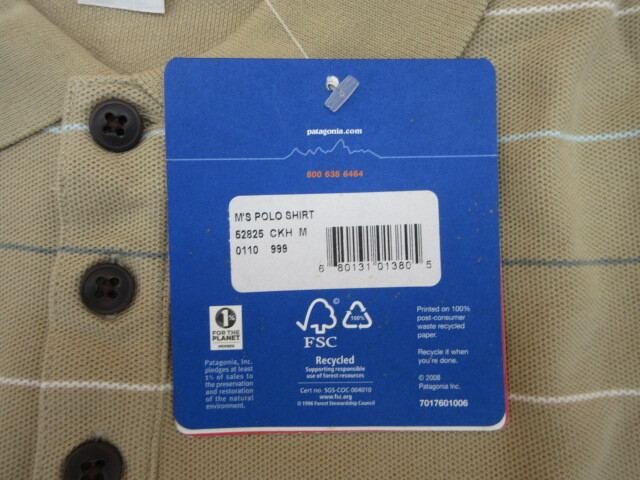 patagonia.com
800 638 6464
M'S POLO SHIRT
52825 CKH M
0110 999
6 80131 01380 5
1%
FOR THE
PLANET
MEMBER
Patagonia, Inc.
pledges at least
1% of sales to
the preservation
and restoration
of the natural
environment.
©
100%
FSC
Recycled
Supporting responsible
use of forest resources
Cert no. SGS-COC-004010
www.fsc.org
© 1996 Forest Stewardship Council
Printed on 100%
post-consumer
waste recycled
paper.
Recycle it when
you're done.
© 2008
Patagonia Inc.
7017601006